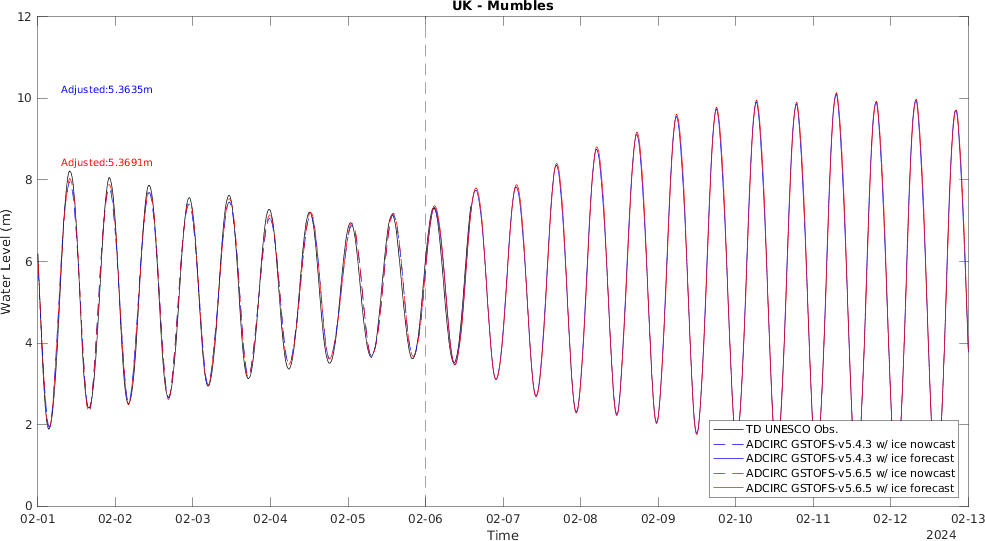 UK - Mumbles
12
10
8
6
4
2
0
Water Level (m)
Adjusted:5.3635m
Adjusted:5.3691m
TD UNESCO Obs.
ADCIRC GSTOFS-v5.4.3 w/ ice nowcast
ADCIRC GSTOFS-v5.4.3 w/ ice forecast
ADCIRC GSTOFS-v5.6.5 w/ ice nowcast
ADCIRC GSTOFS-v5.6.5 w/ ice forecast
02-01 02-02 02-03 02-04 02-05 02-06 02-07 02-08 02-09 02-10 02-11 02-12 02-13
Time
2024